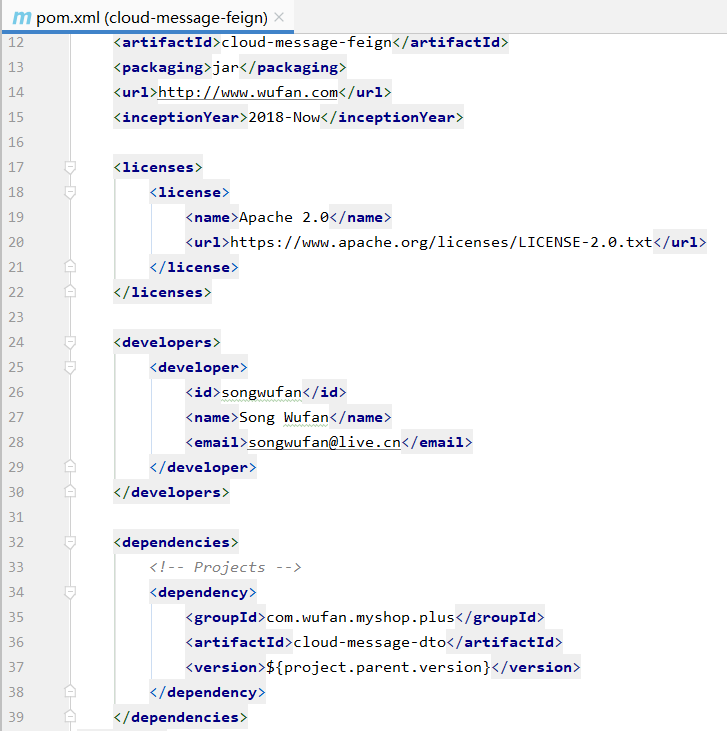 m pom.xml (cloud-message-feign) ×
12 <artifactId>cloud-message-feign</artifactId>
13 <packaging>jar</packaging>
14 <url>http://www.wufan.com</url>
15 <inceptionYear>2018-Now</inceptionYear>
16
17 <licenses>
18 <license>
19 <name>Apache 2.0</name>
20 <url>https://www.apache.org/licenses/LICENSE-2.0.txt</url>
21 </license>
22 </licenses>
23
24 <developers>
25 <developer>
26 <id>songwufan</id>
27 <name>Song Wufan</name>
28 <email>songwufan@live.cn</email>
29 </developer>
30 </developers>
31
32 <dependencies>
33 <!-- Projects -->
34 <dependency>
35 <groupId>com.wufan.myshop.plus</groupId>
36 <artifactId>cloud-message-dto</artifactId>
37 <version>${project.parent.version}</version>
38 </dependency>
39 </dependencies>